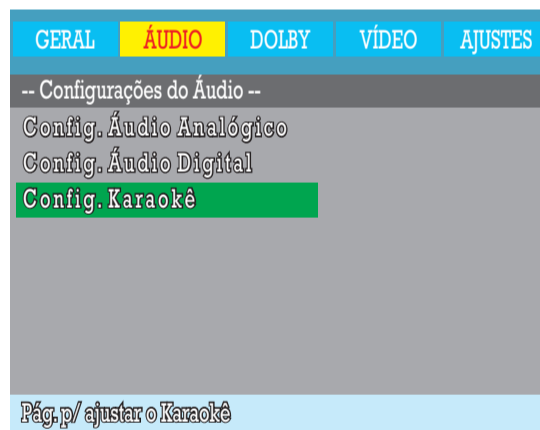 GERAL ÁUDIO DOLBY VÍDEO AJUSTES
-- Configurações do Áudio --
Config. Áudio Analógico
Config. Áudio Digital
Config. Karaokê
Pág. p/ ajustar o Karaokê